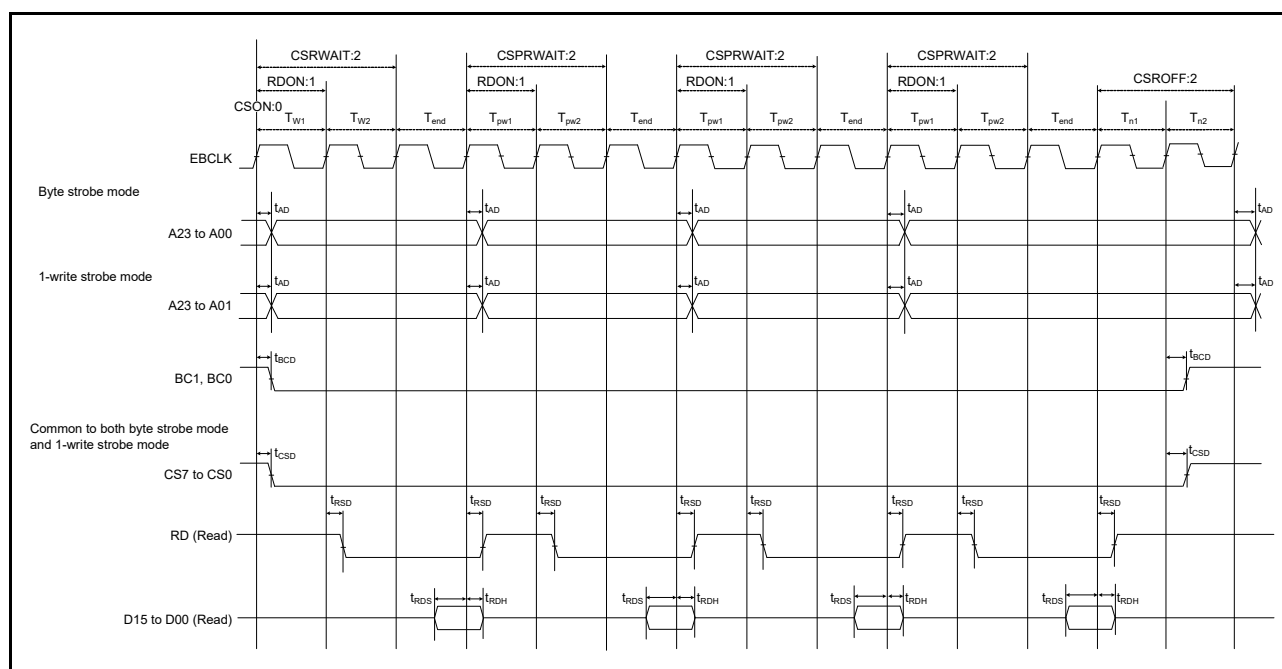 CSRWAIT:2 CSPRWAIT:2 CSPRWAIT:2 CSPRWAIT:2
RDON:1 RDON:1 RDON:1 RDON:1 CSROFF:2
CSON:0
TW1 TW2 Tend Tpw1 Tpw2 Tend Tpw1 Tpw2 Tend Tpw1 Tpw2 Tend Tn1 Tn2
EBCLK
Byte strobe mode
tAD tAD tAD tAD tAD
A23 to A00
1-write strobe mode
tAD tAD tAD tAD tAD
A23 to A01
tBCD tBCD
BC1, BC0
Common to both byte strobe mode
and 1-write strobe mode
tCSD tCSD
CS7 to CS0
tRSD tRSD tRSD tRSD tRSD tRSD tRSD tRSD
RD (Read)
tRDS tRDH tRDS tRDH tRDS tRDH tRDS tRDH
D15 to D00 (Read)